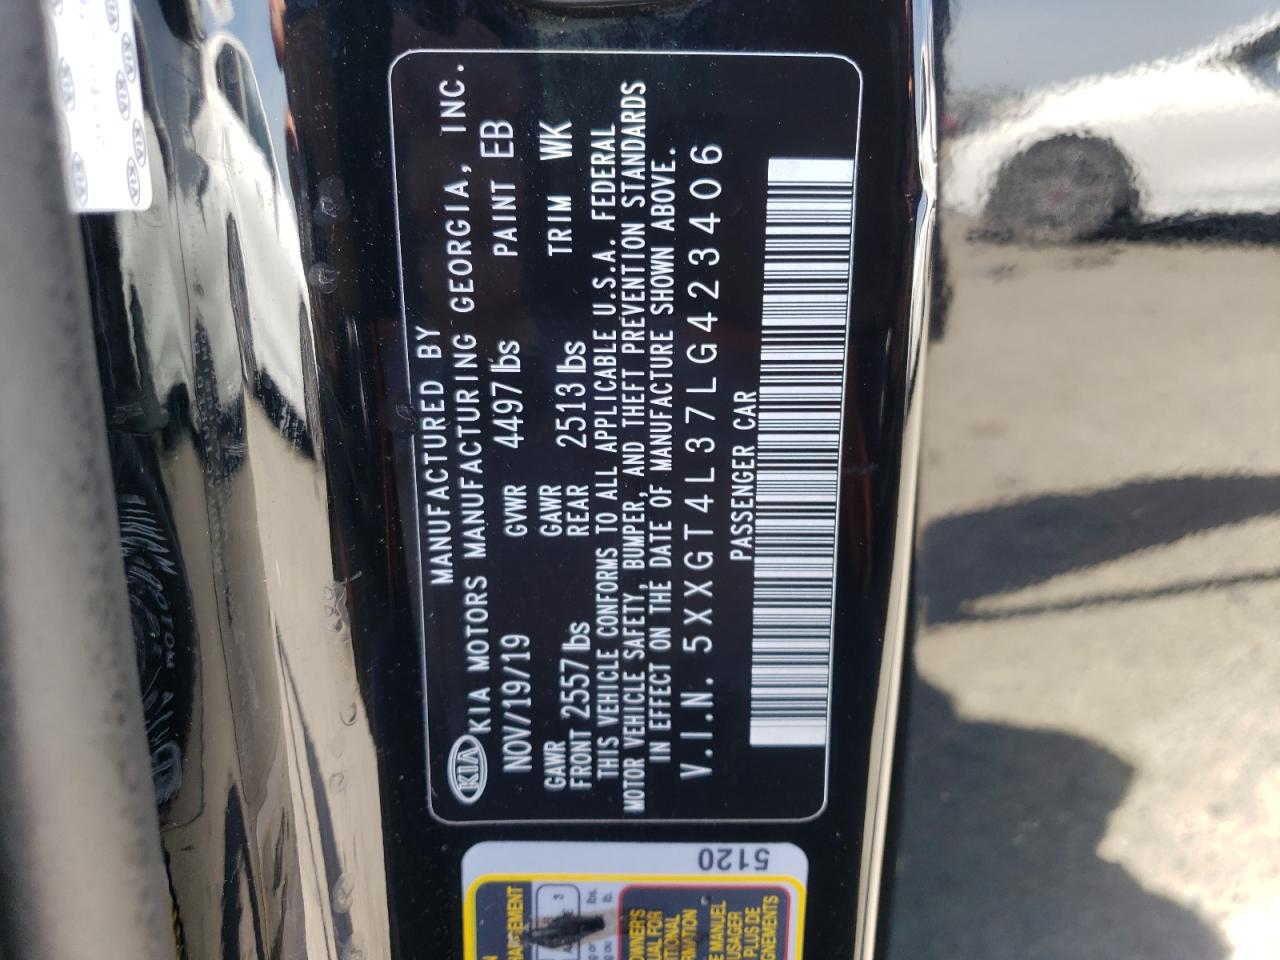 MANUFACTURED BY
KIA KIA MOTORS MANUFACTURING GEORGIA, INC.
NOV/19/19 GVWR 4497 lbs PAINT EB
GAWR FRONT 2557 lbs GAWR REAR 2513 lbs TRIM WK
THIS VEHICLE CONFORMS TO ALL APPLICABLE U.S.A. FEDERAL
MOTOR VEHICLE SAFETY, BUMPER, AND THEFT PREVENTION STANDARDS
IN EFFECT ON THE DATE OF MANUFACTURE SHOWN ABOVE.
V.I.N. 5XXGT4L37LG423406
PASSENGER CAR
5120